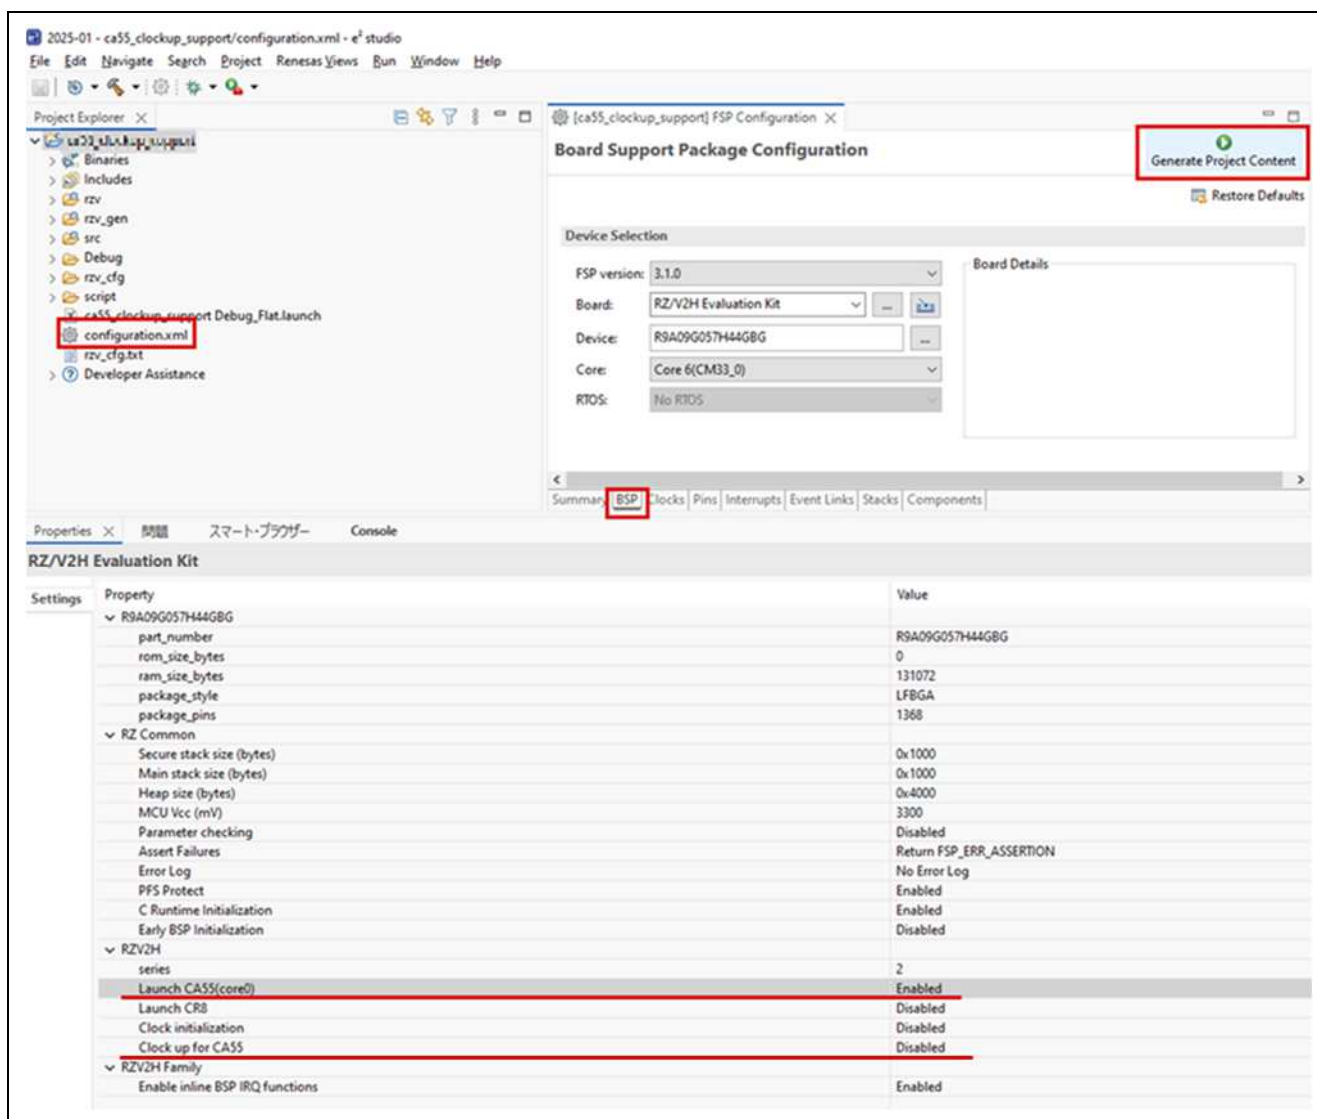 2025-01 - ca55_clockup_support/configuration.xml - e² studio
File Edit Navigate Search Project Renesas Views Run Window Help
Project Explorer
ca55_clockup_support
Binaries
Includes
rzv
rzv_gen
src
Debug
rzv_cfg
script
ca55_clockup_support Debug_Flat.launch
configuration.xml
rzv_cfg.txt
Developer Assistance
[ca55_clockup_support] FSP Configuration
Board Support Package Configuration
Generate Project Content
Restore Defaults
Device Selection
FSP version: 3.1.0
Board: RZ/V2H Evaluation Kit ...
Device: R9A09G057H44GBG ...
Core: Core 6(CM33_0)
RTOS: No RTOS
Board Details
Summary BSP Clocks Pins Interrupts Event Links Stacks Components
Properties 問題 スマート・ブラウザー Console
RZ/V2H Evaluation Kit
Settings
Property Value
R9A09G057H44GBG
part_number R9A09G057H44GBG
rom_size_bytes 0
ram_size_bytes 131072
package_style LFBGA
package_pins 1368
RZ Common
Secure stack size (bytes) 0x1000
Main stack size (bytes) 0x1000
Heap size (bytes) 0x4000
MCU Vcc (mV) 3300
Parameter checking Disabled
Assert Failures Return FSP_ERR_ASSERTION
Error Log No Error Log
PFS Protect Enabled
C Runtime Initialization Enabled
Early BSP Initialization Disabled
RZV2H
series 2
Launch CA55(core0) Enabled
Launch CR8 Disabled
Clock initialization Disabled
Clock up for CA55 Disabled
RZV2H Family
Enable inline BSP IRQ functions Enabled